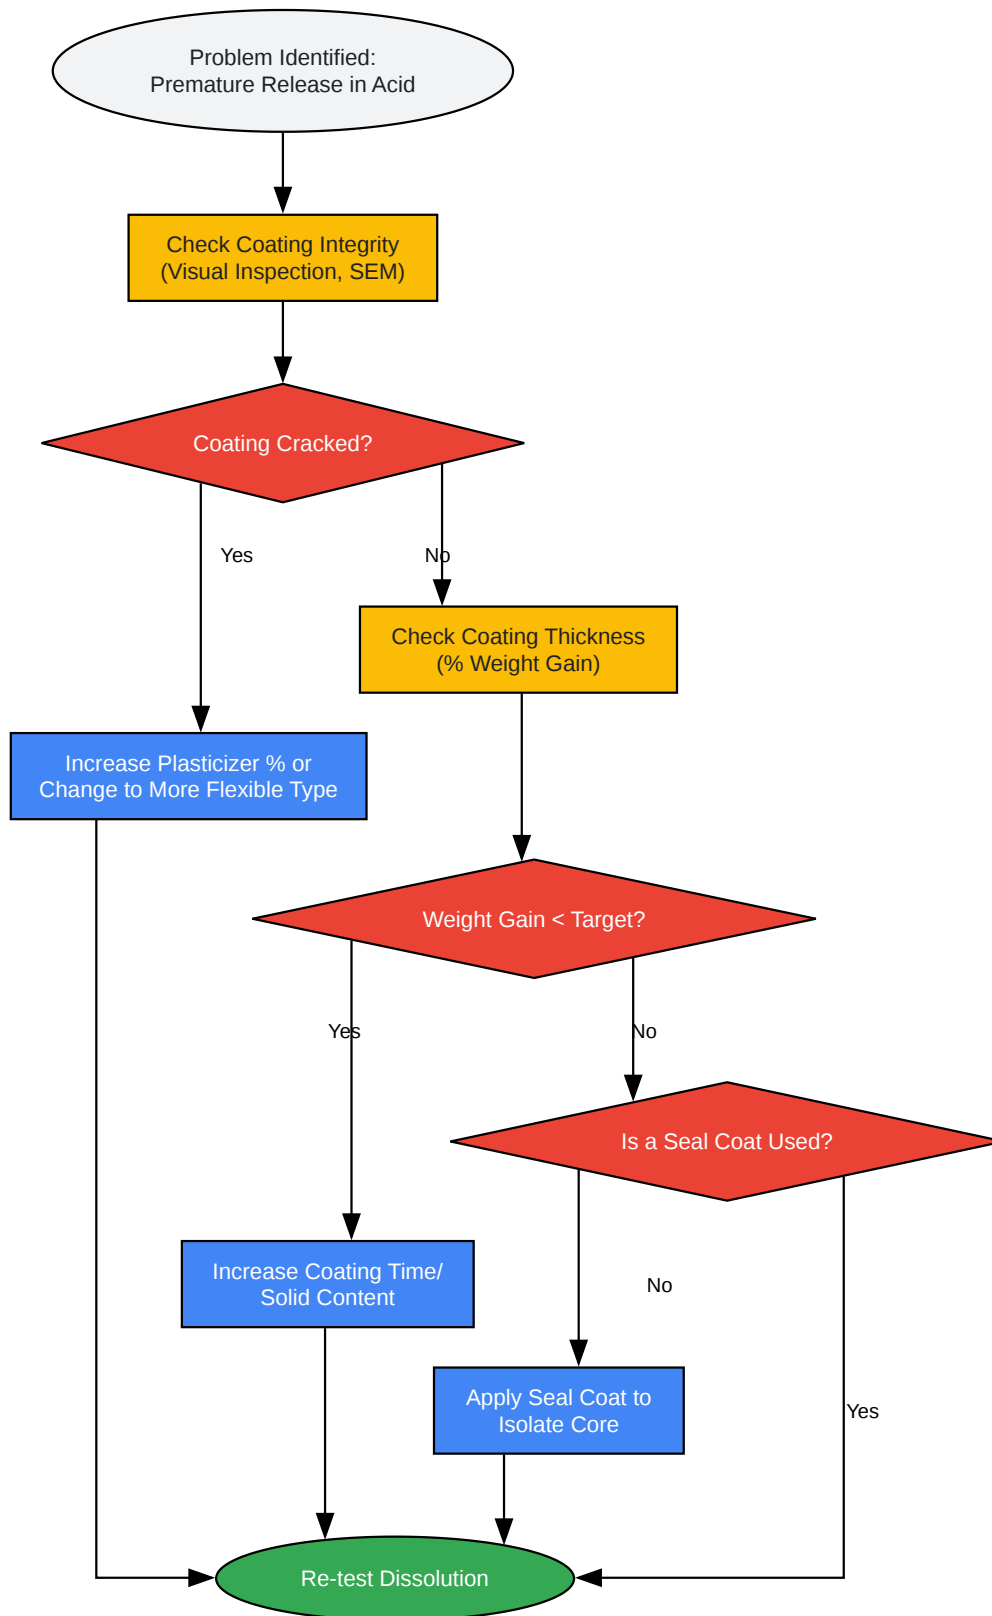 Problem Identified:
Premature Release in Acid
Check Coating Integrity
(Visual Inspection, SEM)
Coating Cracked?
Yes
No
Check Coating Thickness
(% Weight Gain)
Increase Plasticizer % or
Change to More Flexible Type
Weight Gain < Target?
Yes
No
Is a Seal Coat Used?
Increase Coating Time/
Solid Content
No
Apply Seal Coat to
Isolate Core
Yes
Re-test Dissolution